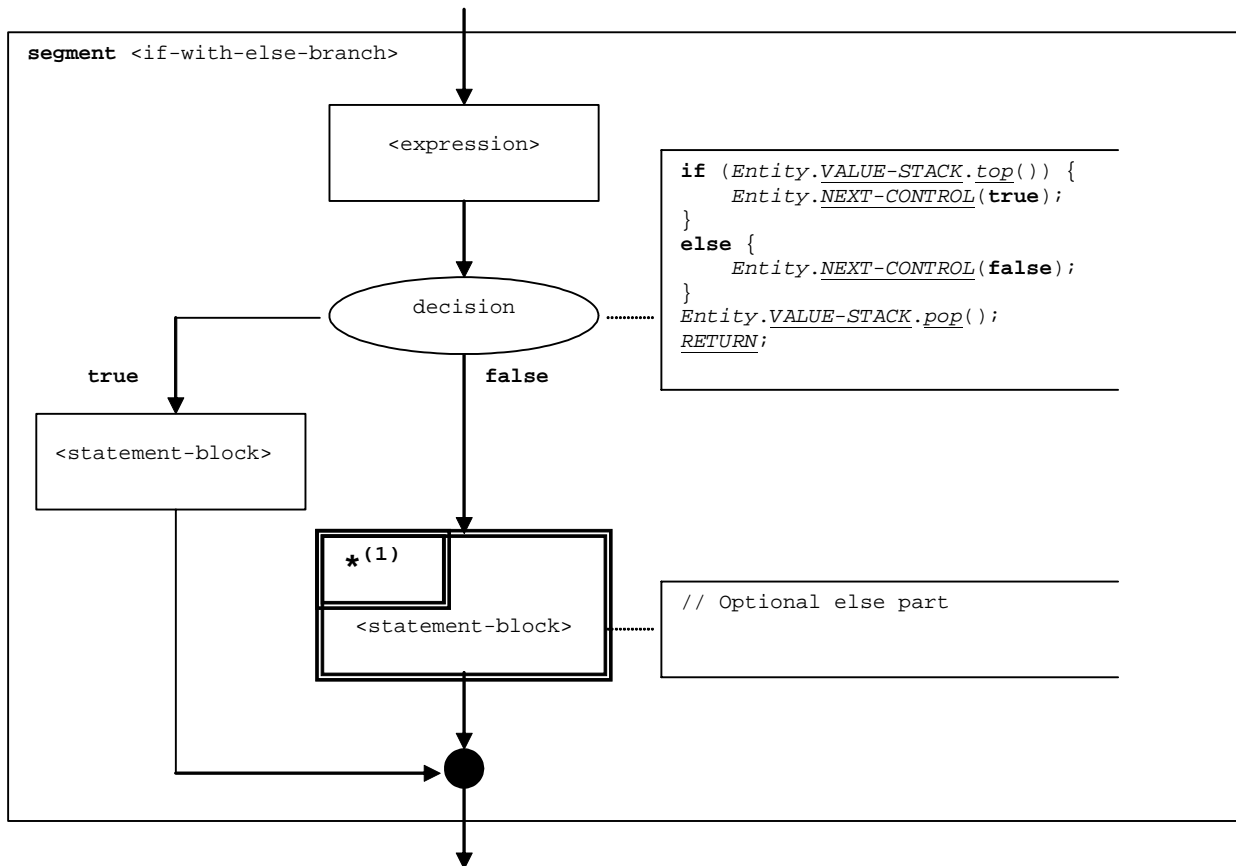 segment <if-with-else-branch>
<expression>
if (Entity.VALUE-STACK.top()) {
Entity.NEXT-CONTROL(true);
}
else {
Entity.NEXT-CONTROL(false);
}
Entity.VALUE-STACK.pop();
RETURN;
decision
true
false
<statement-block>
*(1)
<statement-block>
// Optional else part